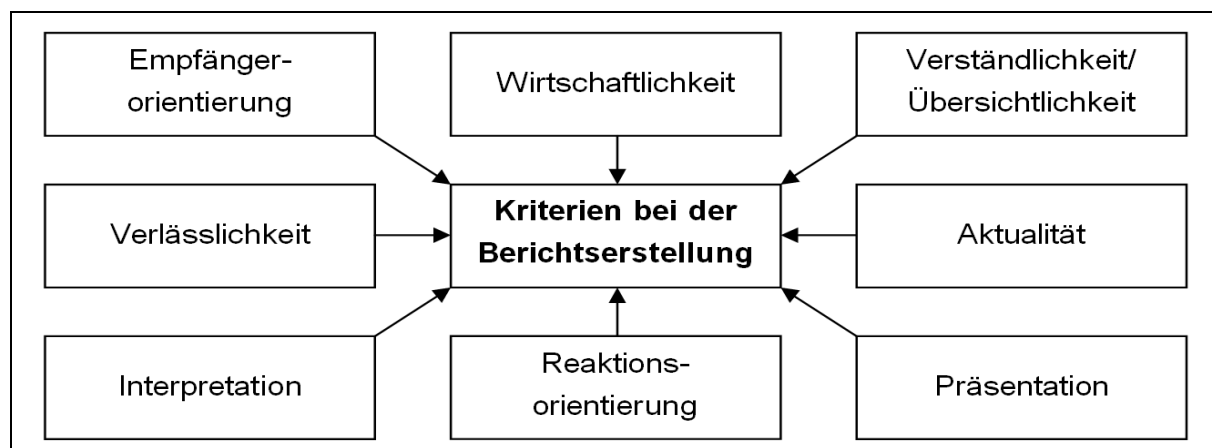 Empfänger-
orientierung
Wirtschaftlichkeit
Verständlichkeit/
Übersichtlichkeit
Verlässlichkeit
Kriterien bei der
Berichtserstellung
Aktualität
Interpretation
Reaktions-
orientierung
Präsentation